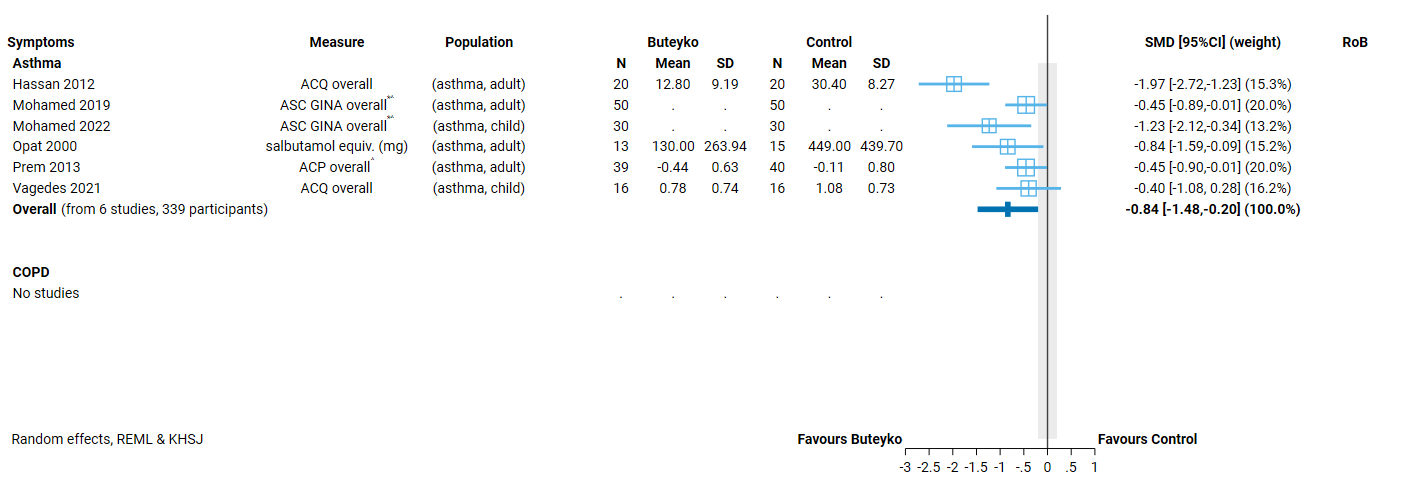 Symptoms Measure Population Buteyko Control SMD [95%CI] (weight) RoB
Asthma N Mean SD N Mean SD
Hassan 2012 ACQ overall (asthma, adult) 20 12.80 9.19 20 30.40 8.27 -1.97 [-2.72,-1.23] (15.3%)
Mohamed 2019 ASC GINA overall (asthma, adult) 50 . . 50 . . -0.45 [-0.89,-0.01] (20.0%)
Mohamed 2022 ASC GINA overall (asthma, child) 30 . . 30 . . -1.23 [-2.12,-0.34] (13.2%)
Opat 2000 salbutamol equiv. (mg) (asthma, adult) 13 130.00 263.94 15 449.00 439.70 -0.84 [-1.59,-0.09] (15.2%)
Prem 2013 ACP overall^ (asthma, adult) 39 -0.44 0.63 40 -0.11 0.80 -0.45 [-0.90,-0.01] (20.0%)
Vagedes 2021 ACQ overall (asthma, child) 16 0.78 0.74 16 1.08 0.73 -0.40 [-1.08, 0.28] (16.2%)
Overall (from 6 studies, 339 participants) -0.84 [-1.48,-0.20] (100.0%)
COPD
No studies . . . . . .
Random effects, REML & KHSJ Favours Buteyko Favours Control
-3 -2.5 -2 -1.5 -1 -.5 0 .5 1